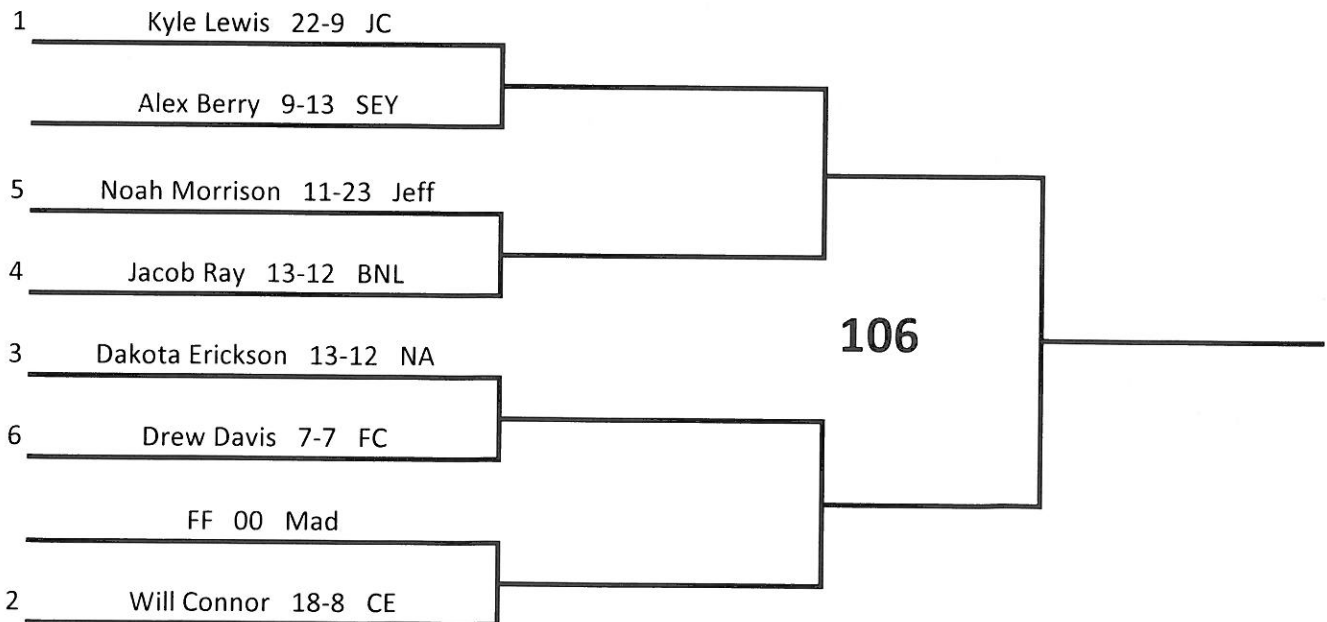 1 Kyle Lewis 22-9 JC
Alex Berry 9-13 SEY
5 Noah Morrison 11-23 Jeff
4 Jacob Ray 13-12 BNL
106
3 Dakota Erickson 13-12 NA
6 Drew Davis 7-7 FC
FF 00 Mad
2 Will Connor 18-8 CE